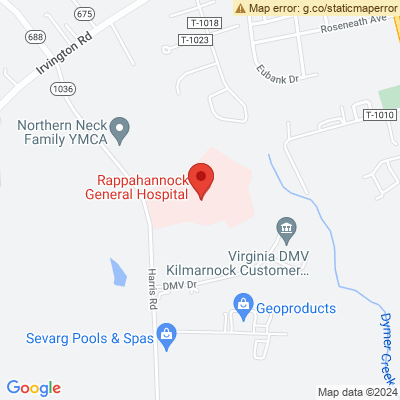 Map error: g.co/staticmaperror
675
T-1018
Roseneath Ave
688
Irvington Rd
T-1023
Eubank Dr
1036
T-1010
Northern Neck
Family YMCA
Rappahannock
General Hospital
Virginia DMV
Kilmarnock Customer...
Harris Rd
DMV Dr
Geoproducts
Sevarg Pools & Spas
Dymer Creek
Google
Map data ©2024